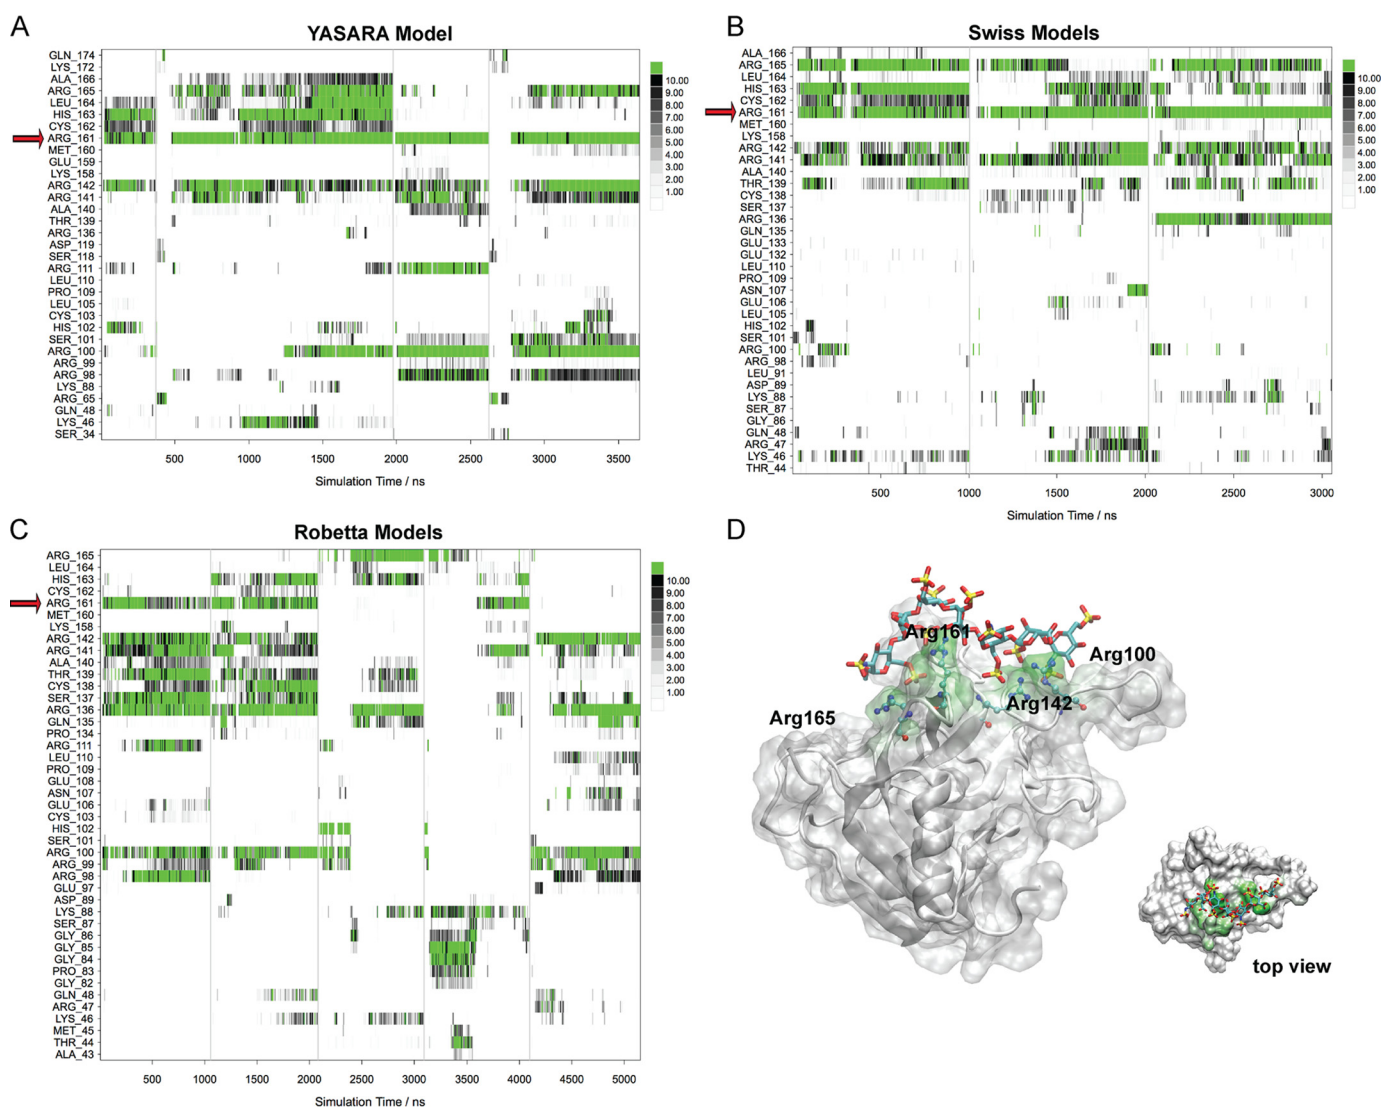 A
YASARA Model
GLN_174
LYS_172
ALA_166
ARG_165
LEU_164
HIS_163
CYS_162
ARG_161
MET_160
GLU_159
LYS_158
ARG_142
ARG_141
ALA_140
THR_139
ARG_136
ASP_119
SER_118
ARG_111
LEU_110
PRO_109
LEU_105
CYS_103
HIS_102
SER_101
ARG_100
ARG_99
ARG_98
LYS_88
ARG_65
GLN_48
LYS_46
SER_34
10.00
9.00
8.00
7.00
6.00
5.00
4.00
3.00
2.00
1.00
500 1000 1500 2000 2500 3000 3500
Simulation Time / ns
B
Swiss Models
ALA_166
ARG_165
LEU_164
HIS_163
CYS_162
ARG_161
MET_160
LYS_158
ARG_142
ARG_141
ALA_140
THR_139
CYS_138
SER_137
ARG_136
GLN_135
GLU_133
GLU_132
LEU_110
PRO_109
ASN_107
GLU_106
LEU_105
HIS_102
SER_101
ARG_100
ARG_98
LEU_91
ASP_89
LYS_88
SER_87
GLY_86
GLN_48
ARG_47
LYS_46
THR_44
10.00
9.00
8.00
7.00
6.00
5.00
4.00
3.00
2.00
1.00
500 1000 1500 2000 2500 3000
Simulation Time / ns
C
Robetta Models
ARG_165
LEU_164
HIS_163
CYS_162
ARG_161
MET_160
LYS_158
ARG_142
ARG_141
ALA_140
THR_139
CYS_138
SER_137
ARG_136
GLN_135
PRO_134
ARG_111
LEU_110
PRO_109
GLU_108
ASN_107
GLU_106
CYS_103
HIS_102
SER_101
ARG_100
ARG_99
ARG_98
GLU_97
ASP_89
LYS_88
SER_87
GLY_86
GLY_85
GLY_84
PRO_83
GLY_82
GLN_48
ARG_47
LYS_46
MET_45
THR_44
ALA_43
10.00
9.00
8.00
7.00
6.00
5.00
4.00
3.00
2.00
1.00
500 1000 1500 2000 2500 3000 3500 4000 4500 5000
Simulation Time / ns
D
Arg161
Arg100
Arg142
Arg165
top view